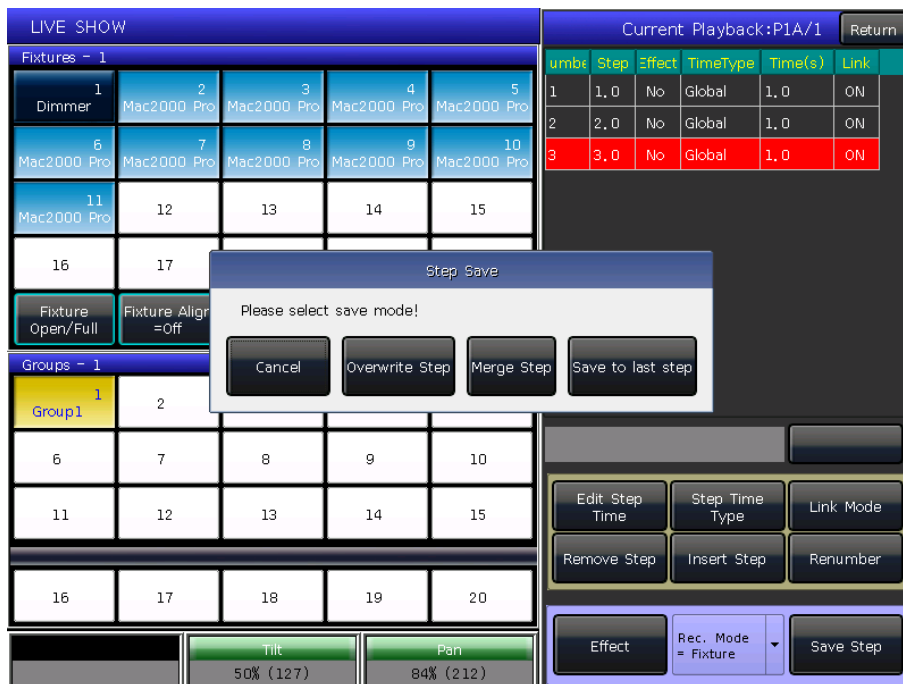 LIVE SHOW
Current Playback:P1A/1
Return
Fixtures - 1
umbe Step Effect TimeType Time(s) Link
1 1.0 No Global 1.0 ON
2 2.0 No Global 1.0 ON
3 3.0 No Global 1.0 ON
1
Dimmer
2
Mac2000 Pro
3
Mac2000 Pro
4
Mac2000 Pro
5
Mac2000 Pro
6
Mac2000 Pro
7
Mac2000 Pro
8
Mac2000 Pro
9
Mac2000 Pro
10
Mac2000 Pro
11
Mac2000 Pro
12
13
14
15
16
17
Fixture
Open/Full
Fixture Alignr
=Off
Step Save
Please select save mode!
Cancel
Overwrite Step
Merge Step
Save to last step
Groups - 1
1
Group1
2
6
7
8
9
10
11
12
13
14
15
16
17
18
19
20
Edit Step
Time
Step Time
Type
Link Mode
Remove Step
Insert Step
Renumber
Effect
Rec. Mode
= Fixture
Save Step
Tilt
50% (127)
Pan
84% (212)